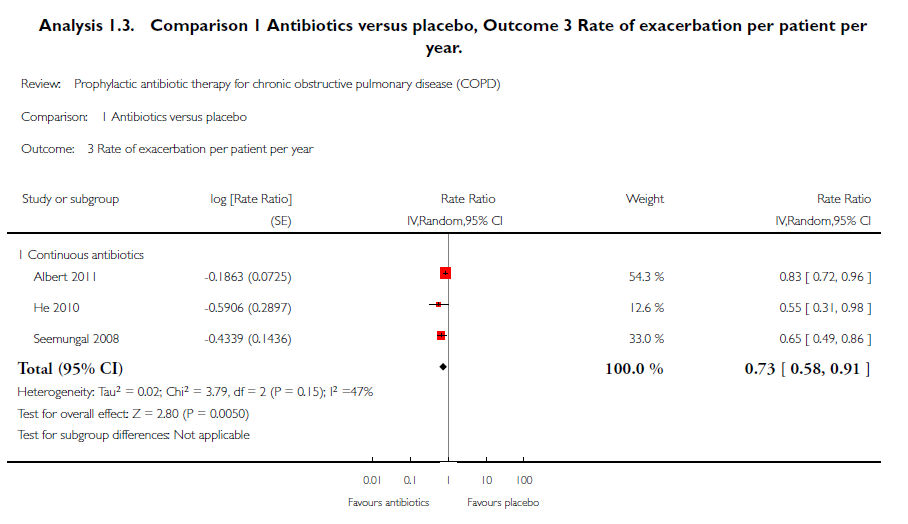 Analysis 1.3. Comparison 1 Antibiotics versus placebo, Outcome 3 Rate of exacerbation per patient per
year.
Review: Prophylactic antibiotic therapy for chronic obstructive pulmonary disease (COPD)
Comparison: 1 Antibiotics versus placebo
Outcome: 3 Rate of exacerbation per patient per year
Study or subgroup log [Rate Ratio] Rate Ratio Weight Rate Ratio
(SE) IV,Random,95% CI IV,Random,95% CI
1 Continuous antibiotics
Albert 2011 -0.1863 (0.0725) 54.3 % 0.83 [ 0.72, 0.96 ]
He 2010 -0.5906 (0.2897) 12.6 % 0.55 [ 0.31, 0.98 ]
Seemungal 2008 -0.4339 (0.1436) 33.0 % 0.65 [ 0.49, 0.86 ]
Total (95% CI) 100.0 % 0.73 [ 0.58, 0.91 ]
Heterogeneity: Tau² = 0.02; Chi² = 3.79, df = 2 (P = 0.15); I² =47%
Test for overall effect: Z = 2.80 (P = 0.0050)
Test for subgroup differences: Not applicable
0.01 0.1 1 10 100
Favours antibiotics Favours placebo